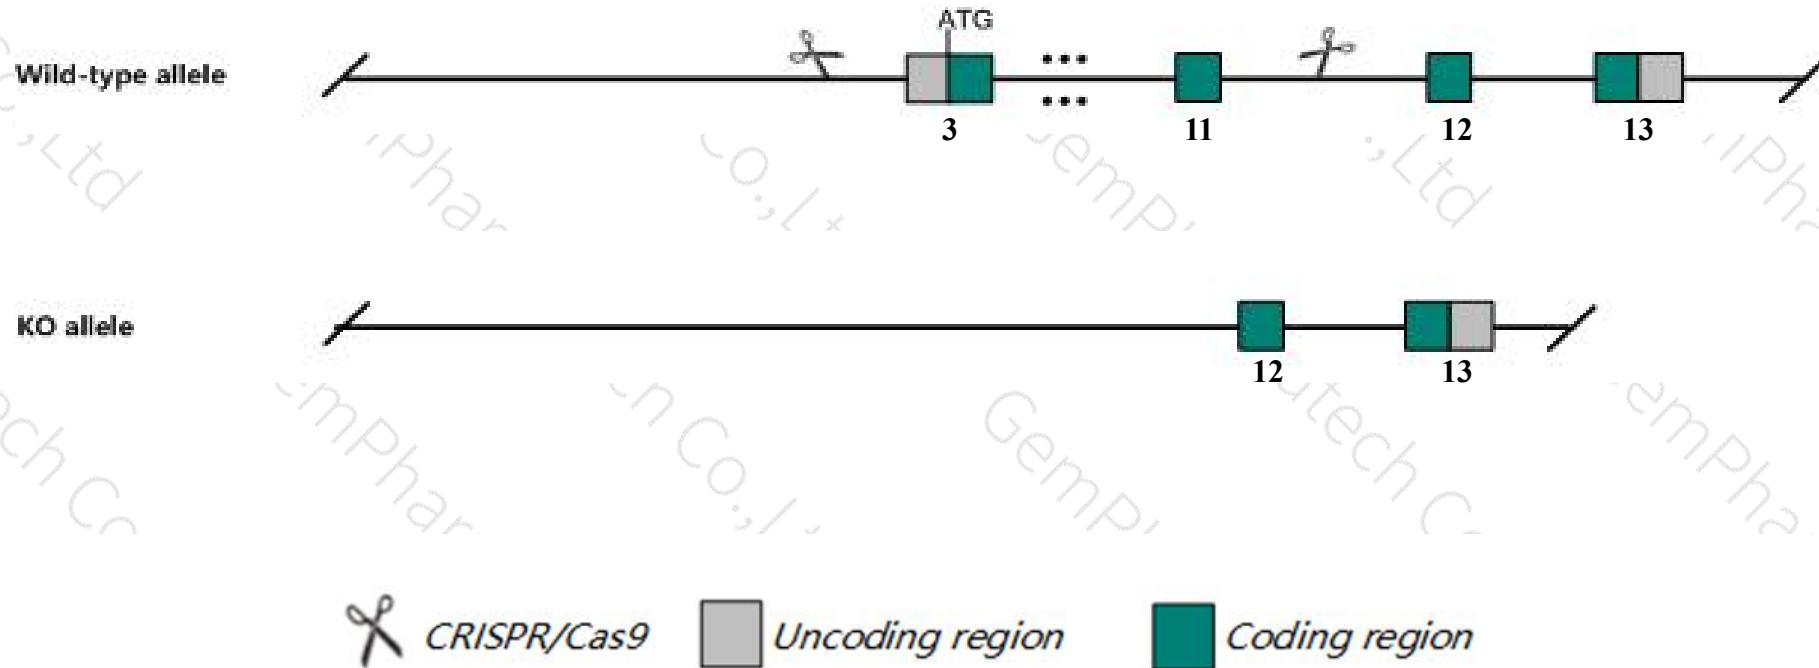 ATG
Wild-type allele
3
11
12
13
KO allele
12
13
CRISPR/Cas9
Uncoding region
Coding region